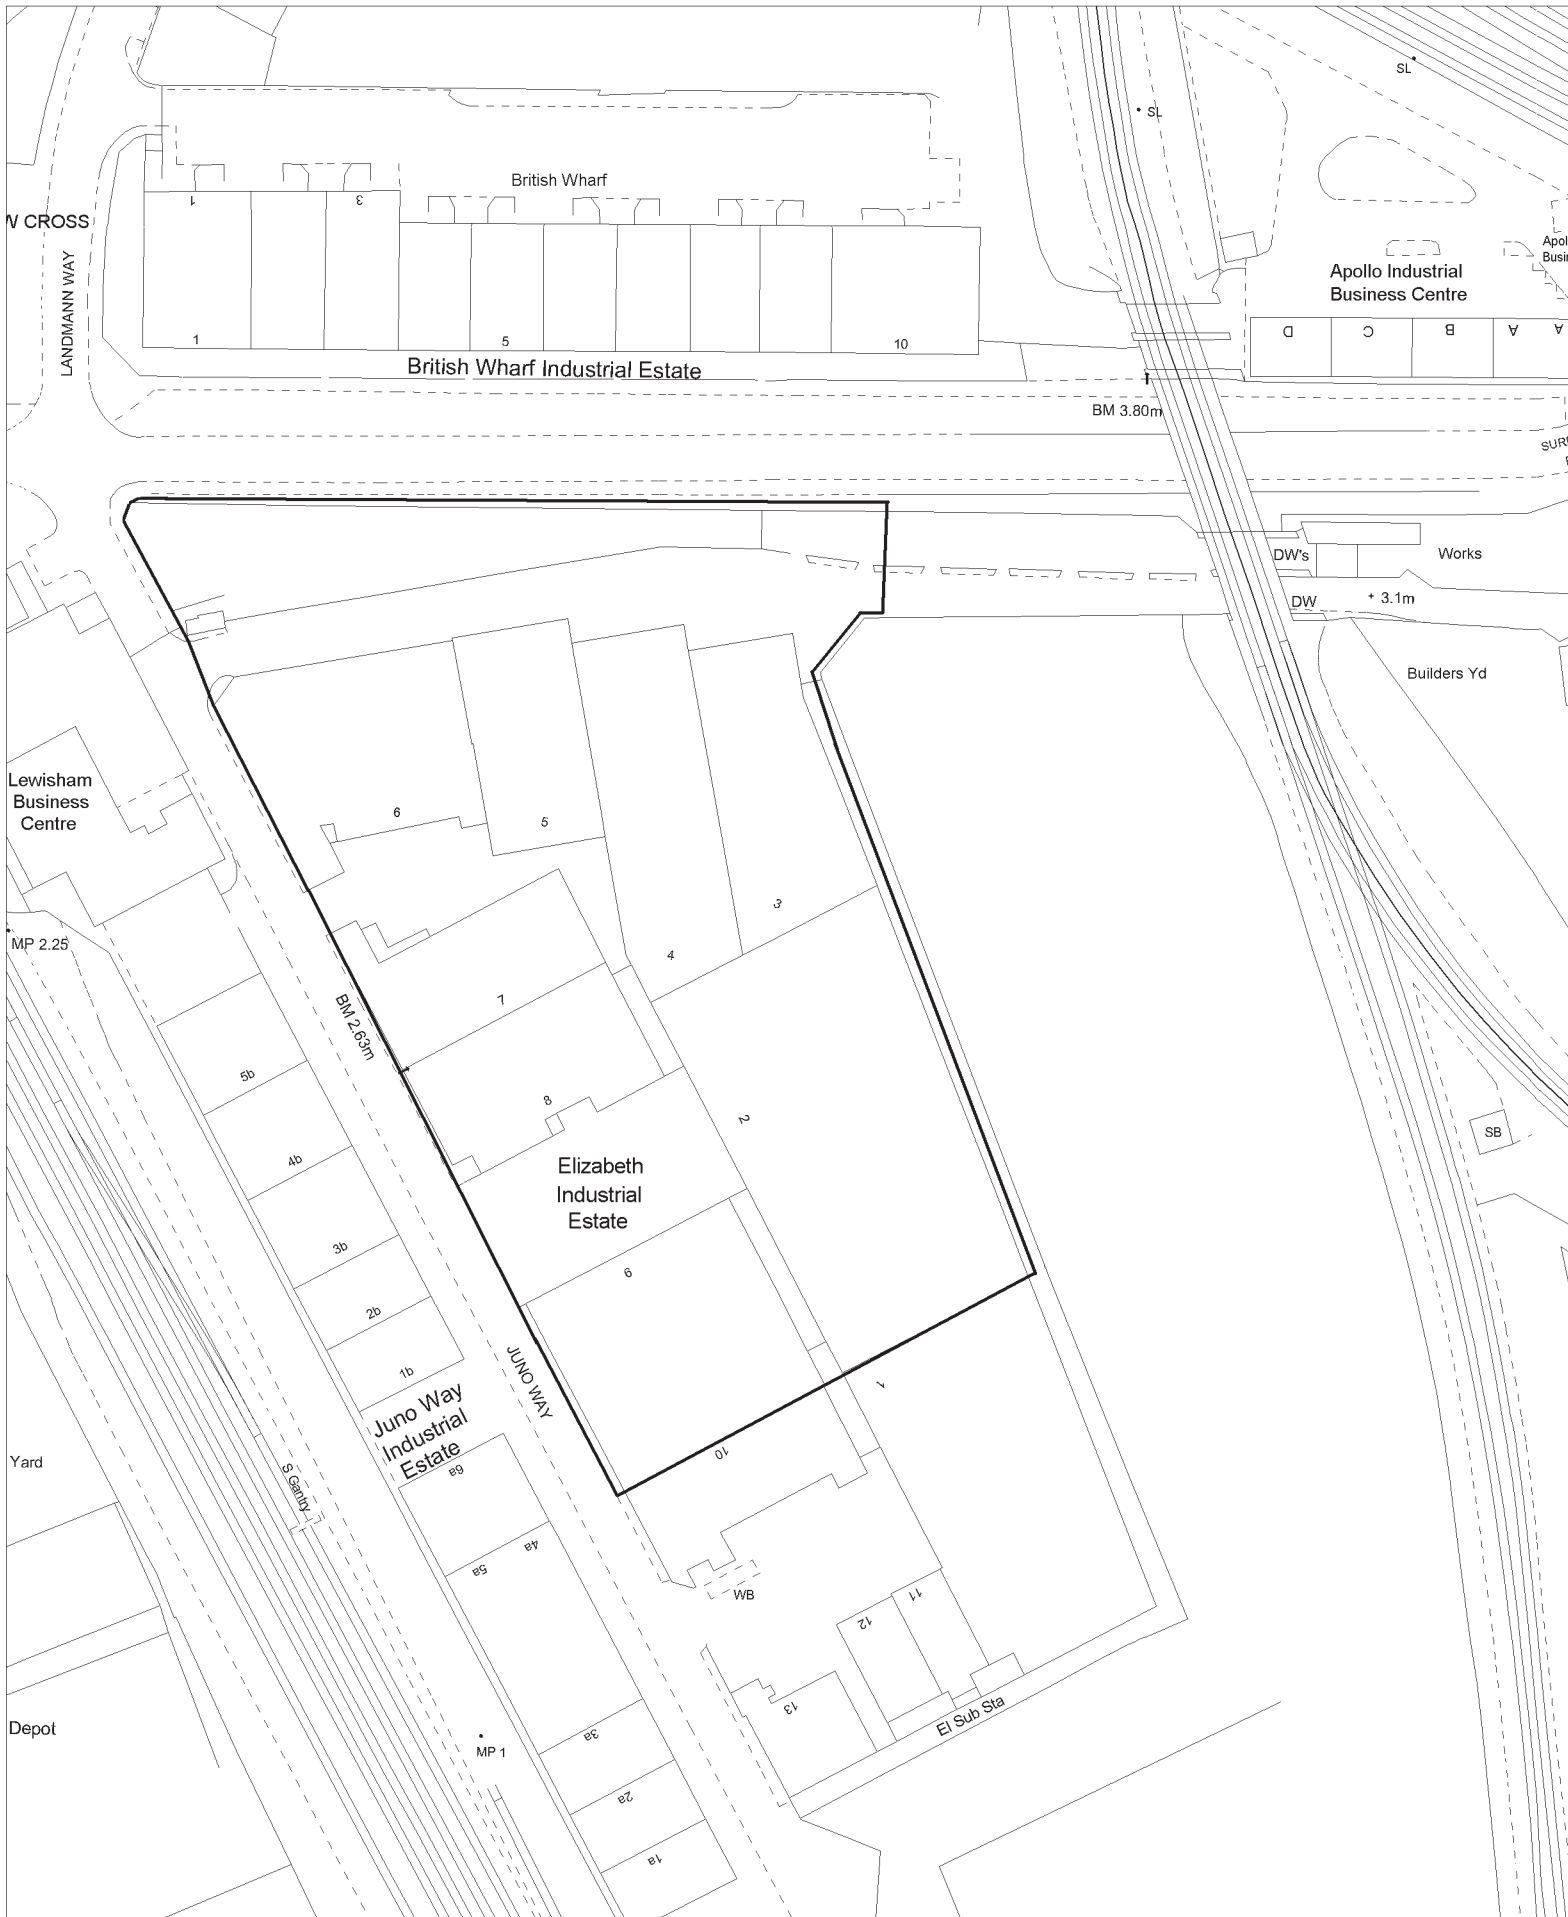 SL
SL
British Wharf
1
3
W CROSS
LANDMANN WAY
Apollo Industrial
Business Centre
D
C
B
A
A
1
5
10
British Wharf Industrial Estate
BM 3.80m
DW's
Works
DW
+ 3.1m
Builders Yd
Lewisham
Business
Centre
6
5
3
4
MP 2.25
7
BM 2.63m
5b
8
2
4b
SB
Elizabeth
Industrial
Estate
3b
9
2b
1b
JUNO WAY
1
Juno Way
Industrial
Estate
10
6a
Yard
S Gantry
4a
5a
WB
11
12
13
El Sub Sta
Depot
3a
MP 1
2a
1a